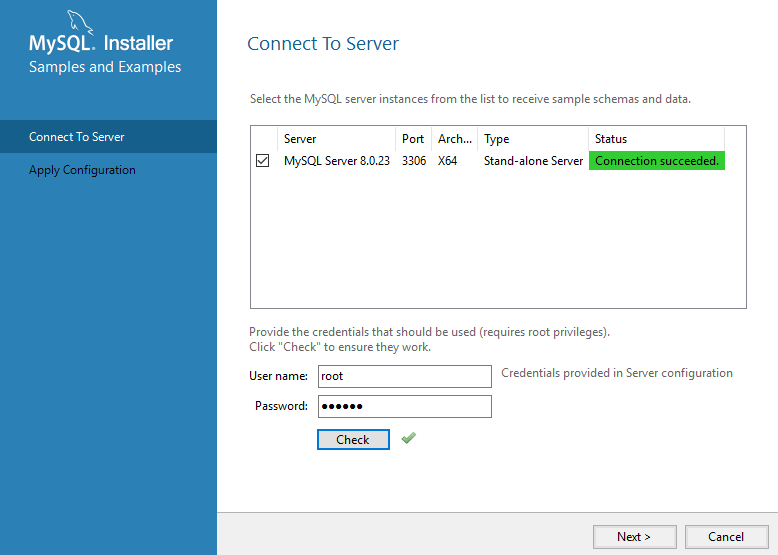 MySQL. Installer
Samples and Examples
Connect To Server
Apply Configuration
Connect To Server
Select the MySQL server instances from the list to receive sample schemas and data.
Server Port Arch... Type Status
MySQL Server 8.0.23 3306 X64 Stand-alone Server Connection succeeded.
Provide the credentials that should be used (requires root privileges).
Click "Check" to ensure they work.
User name: root Credentials provided in Server configuration
Password: ●●●●●●
Check
Next > Cancel